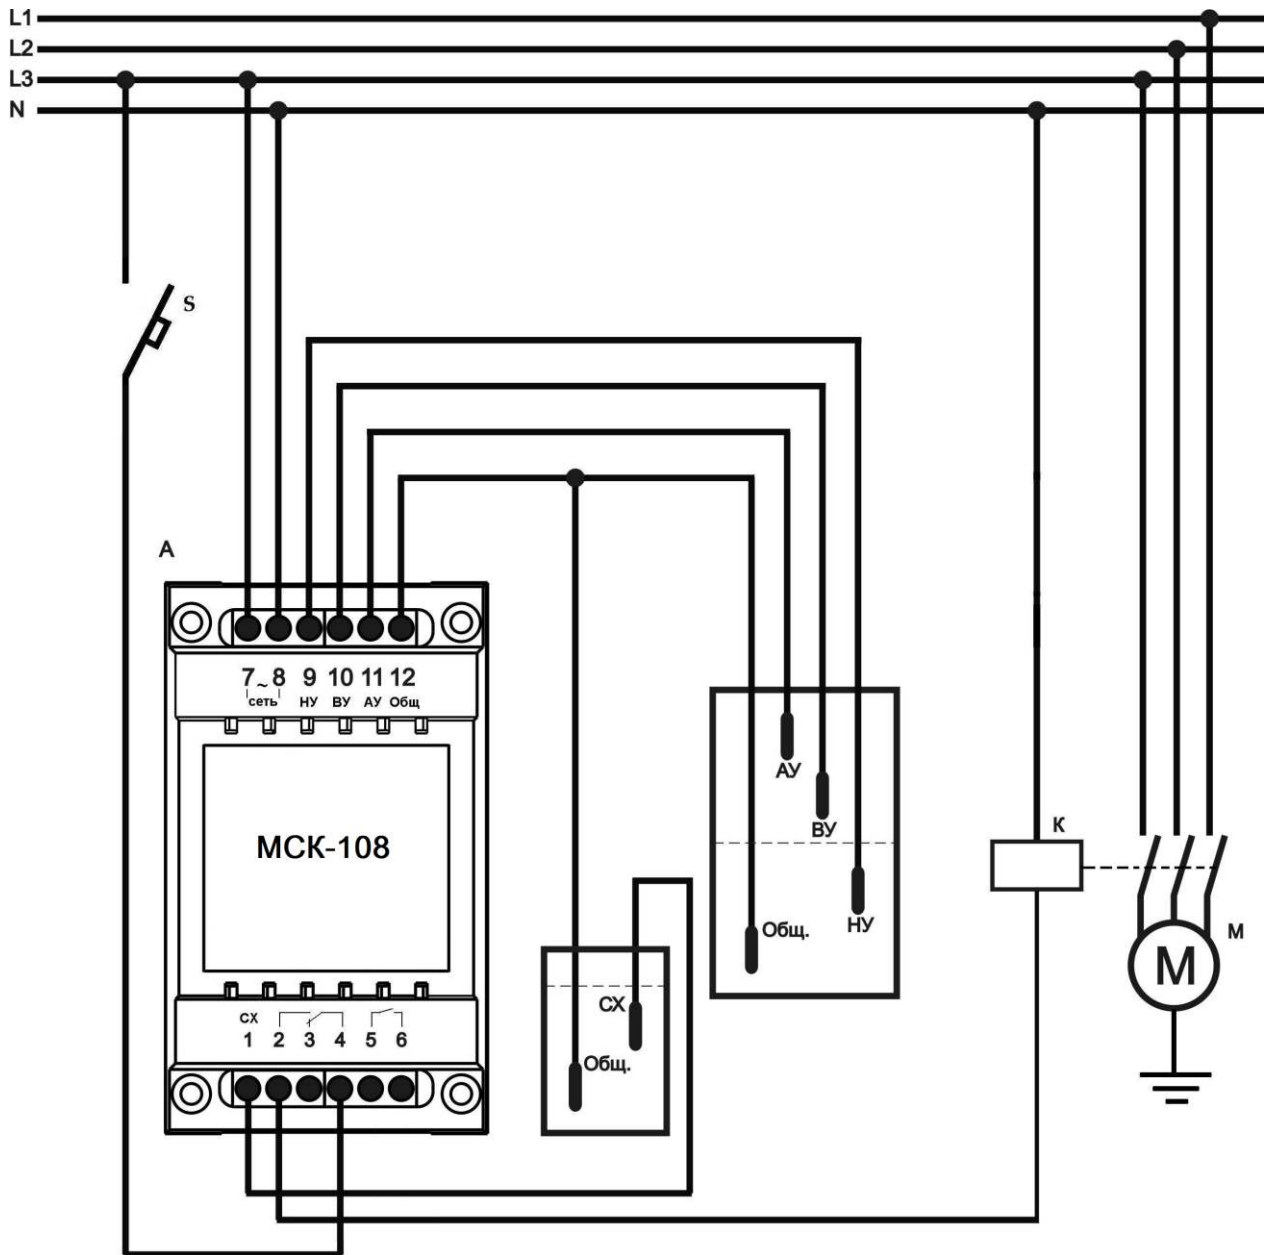 L1
L2
L3
N
S
А
7 ~ 8 9 10 11 12
сеть НУ ВУ АУ Общ
АУ
ВУ
К
МСК-108
НУ
Общ.
М
М
СХ
СХ
1 2 3 4 5 6
Общ.